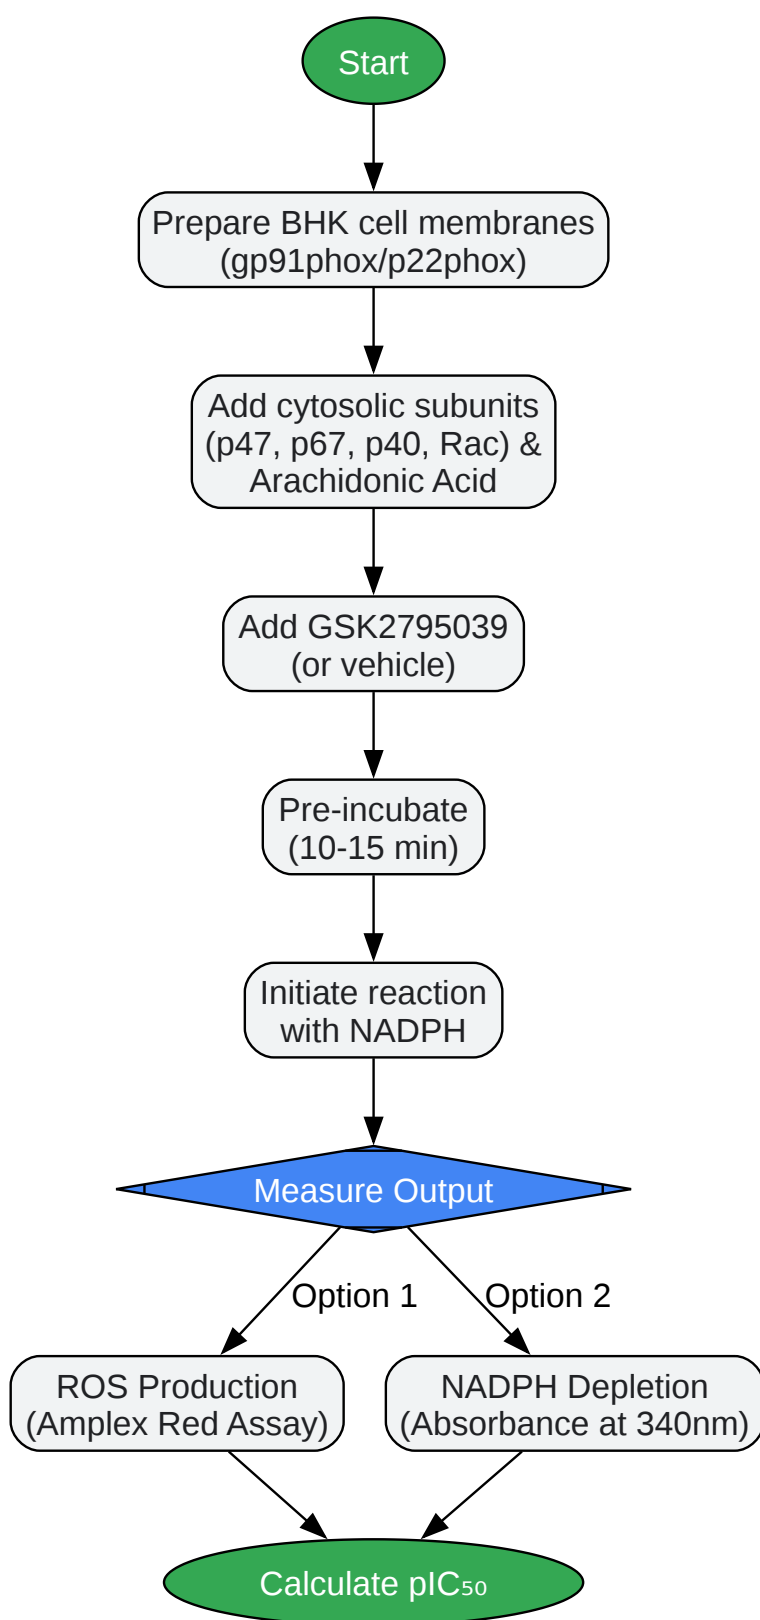 Start
Prepare BHK cell membranes
(gp91phox/p22phox)
Add cytosolic subunits
(p47, p67, p40, Rac) &
Arachidonic Acid
Add GSK2795039
(or vehicle)
Pre-incubate
(10-15 min)
Initiate reaction
with NADPH
Measure Output
Option 1
Option 2
ROS Production
(Amplex Red Assay)
NADPH Depletion
(Absorbance at 340nm)
Calculate pIC₅₀